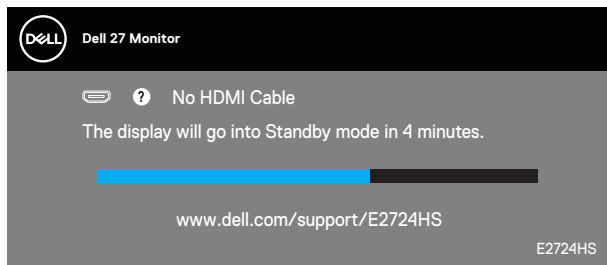 DELL
Dell 27 Monitor
? No HDMI Cable
The display will go into Standby mode in 4 minutes.
www.dell.com/support/E2724HS
E2724HS